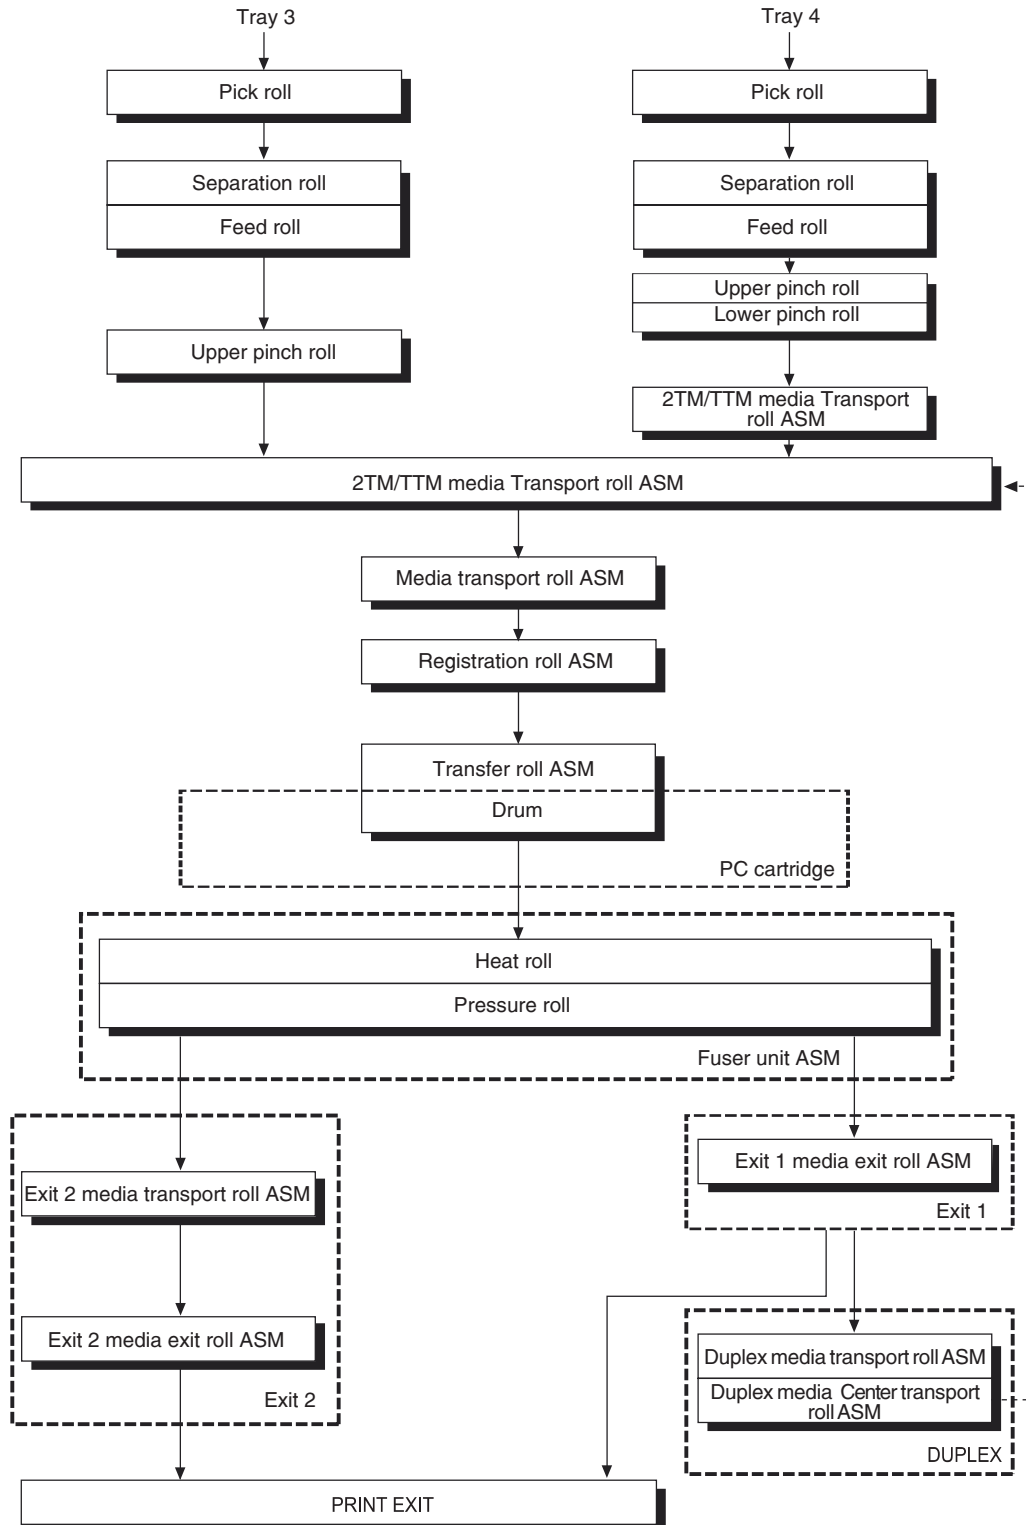 Tray 3
Tray 4
Pick roll
Pick roll
Separation roll
Separation roll
Feed roll
Feed roll
Upper pinch roll
Lower pinch roll
Upper pinch roll
2TM/TTM media Transport
roll ASM
2TM/TTM media Transport roll ASM
Media transport roll ASM
Registration roll ASM
Transfer roll ASM
Drum
PC cartridge
Heat roll
Pressure roll
Fuser unit ASM
Exit 1 media exit roll ASM
Exit 1
Exit 2 media transport roll ASM
Exit 2 media exit roll ASM
Exit 2
Duplex media transport roll ASM
Duplex media Center transport
roll ASM
DUPLEX
PRINT EXIT